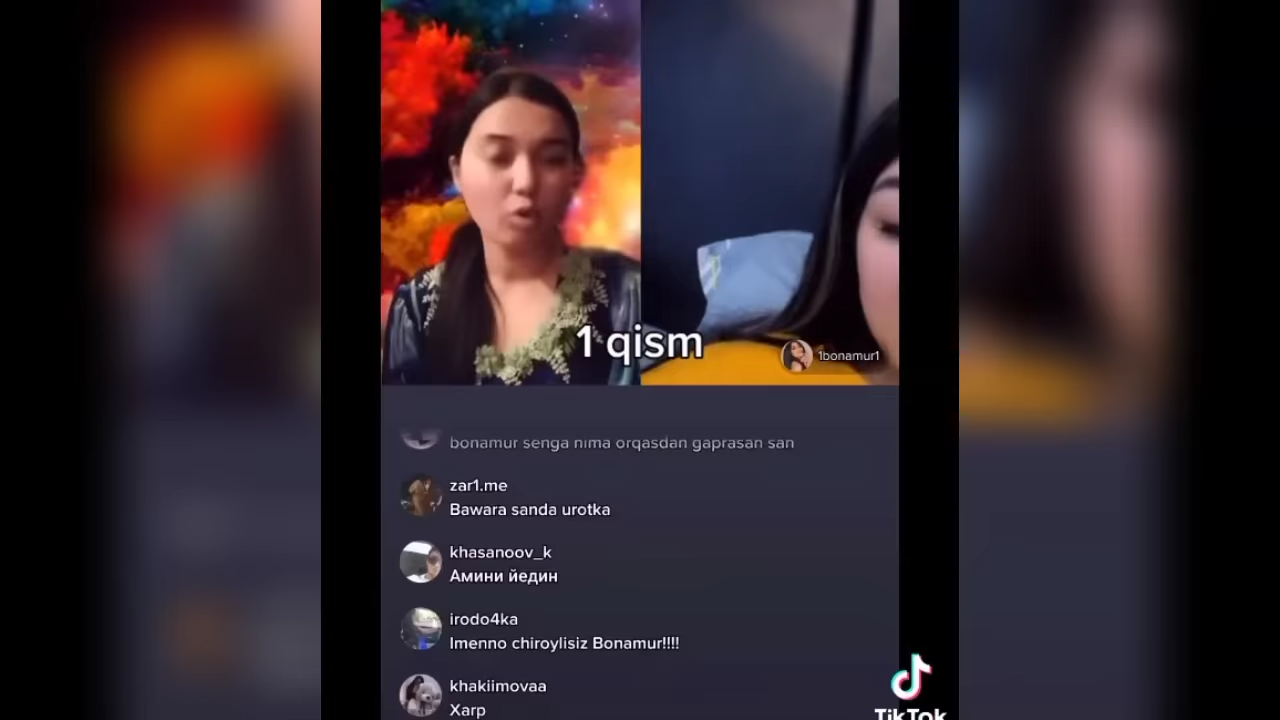 1 qism
1bonamur1
bonamur senga nima orqasdan gaprasan san
zar1.me
Bawara sanda urotka
khasanoov_k
Амини йедин
irodo4ka
Imenno chiroylisiz Bonamur!!!!
khakiimovaa
Харр
TikTok